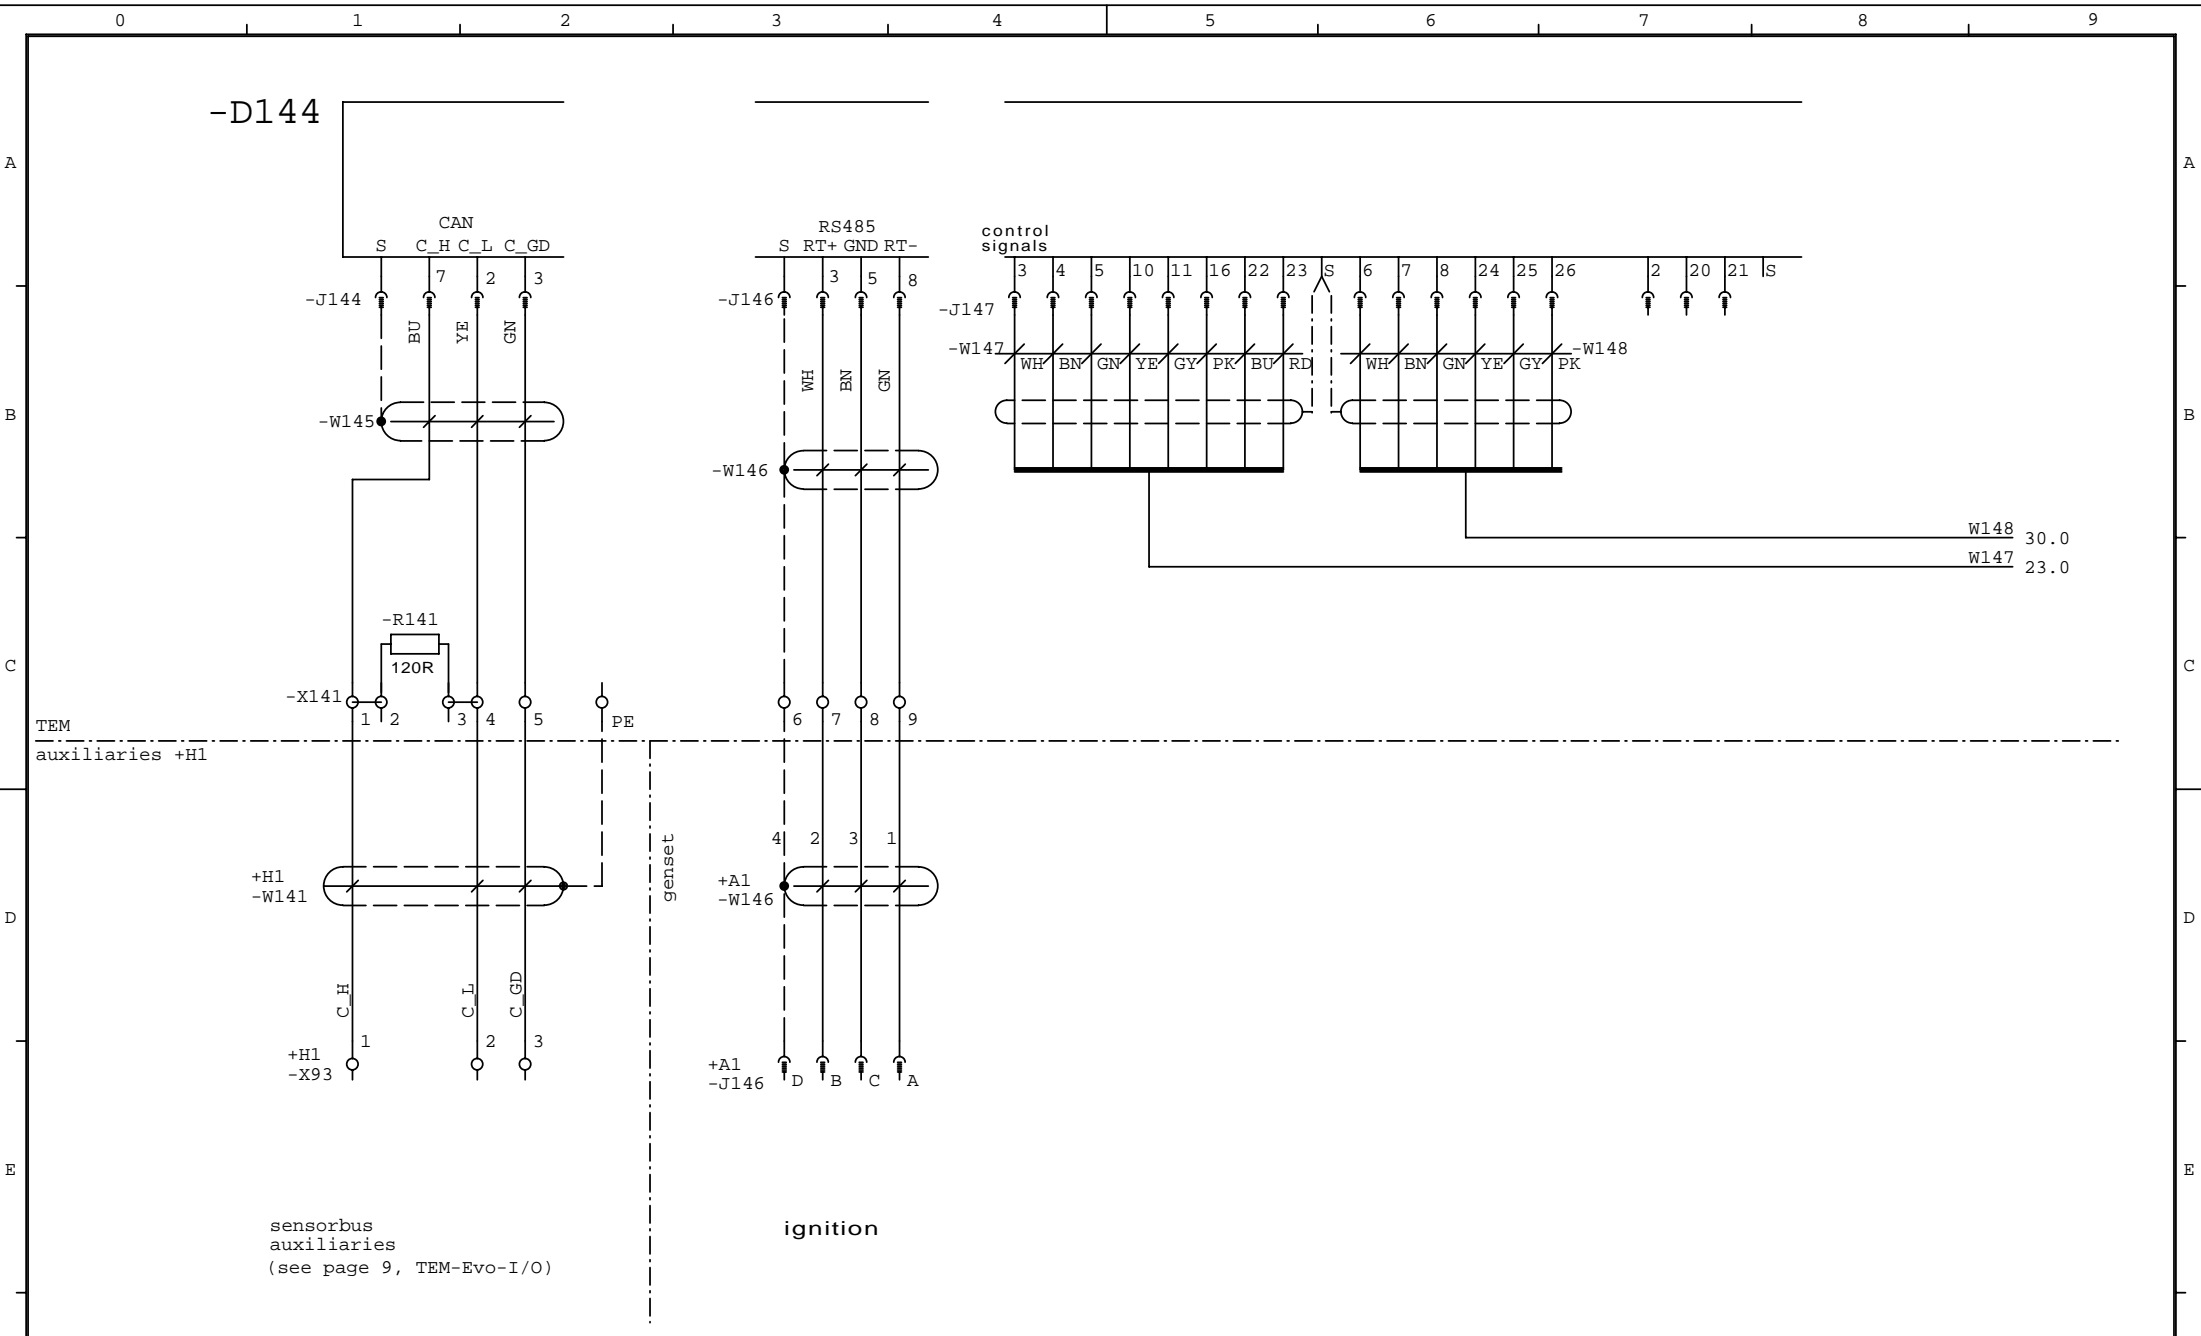 0 1 2 3 4 5 6 7 8 9
-D144
A A
CAN
S C_H C_L C_GD
RS485
S RT+ GND RT-
control
signals
7 2 3
3 5 8
3 4 5 10 11 16 22 23 S 6 7 8 24 25 26 2 20 21 S
-J144
-J146
-J147
BU YE GN
-W147
-W148
WH BN GN YE GY PK BU RD
WH BN GN YE GY PK
WH BN GN
B B
-W145
-W146
W148 30.0
W147 23.0
-R141
120R
C C
-X141
1 2 3 4 5 PE
6 7 8 9
TEM
auxiliaries +H1
genset
4 2 3 1
+H1
-W141
+A1
-W146
D D
C_H C_L C_GD
1 2 3
+H1
-X93
+A1
-J146
D B C A
E E
sensorbus
auxiliaries
(see page 9, TEM-Evo-I/O)
ignition